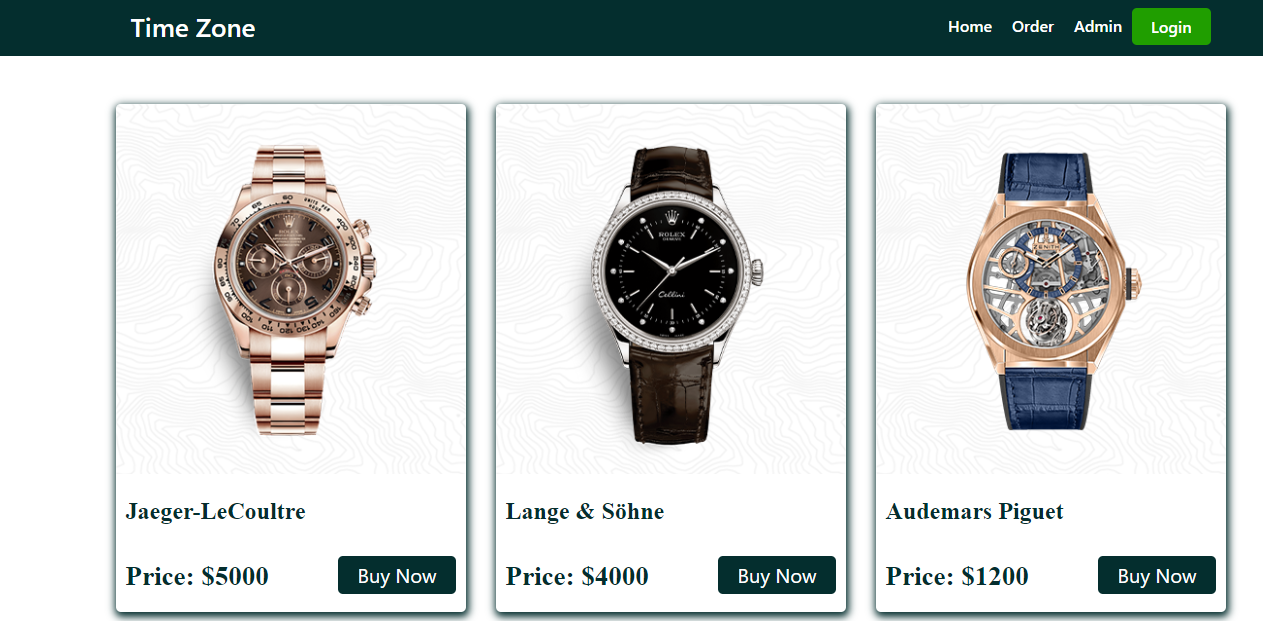 Time Zone
Home Order Admin Login
ROLEX
ROLEX
Cellini
ZENITH
Jaeger-LeCoultre
Lange & Söhne
Audemars Piguet
Price: $5000 Buy Now
Price: $4000 Buy Now
Price: $1200 Buy Now